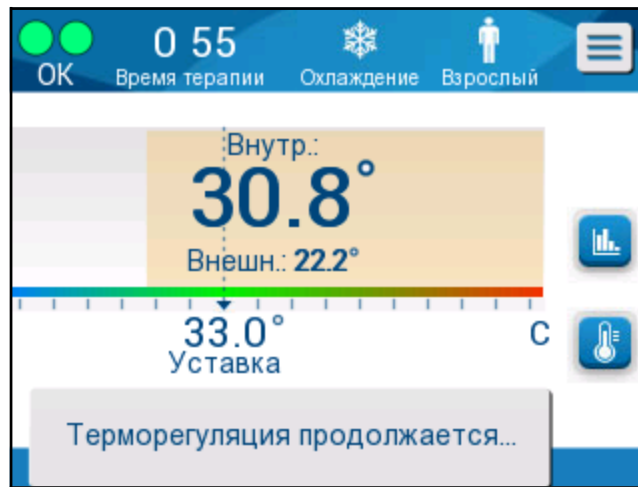 0 55
OK
Время терапии
Охлаждение
Взрослый
Внутр.:
30.8°
Внешн.: 22.2°
33.0°
C
Уставка
Терморегуляция продолжается...